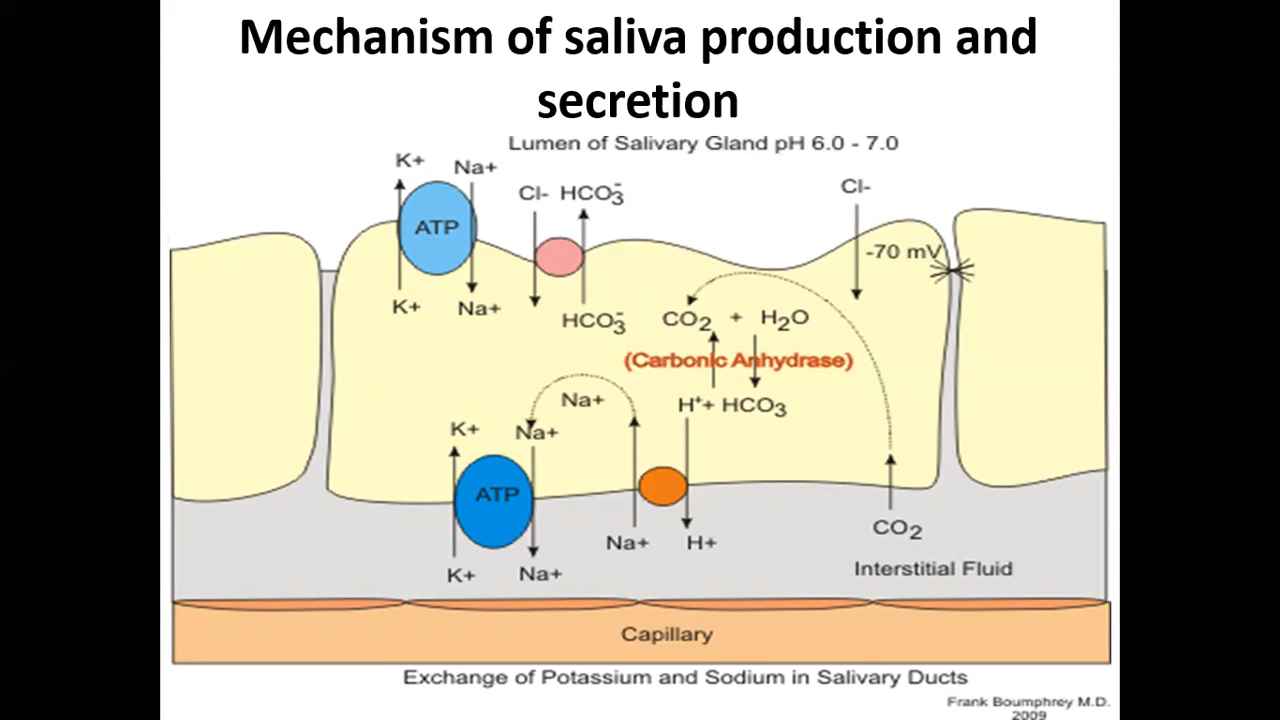 Mechanism of saliva production and
secretion
Lumen of Salivary Gland pH 6.0 - 7.0
K+ Na+
Cl- HCO₃⁻
Cl-
ATP
-70 mV
K+ Na+
HCO₃⁻
CO₂ + H₂O
(Carbonic Anhydrase)
Na+
H⁺+ HCO₃
K+ Na+
ATP
CO₂
Na+ H+
K+ Na+
Interstitial Fluid
Capillary
Exchange of Potassium and Sodium in Salivary Ducts
Frank Boumphrey M.D.
2009